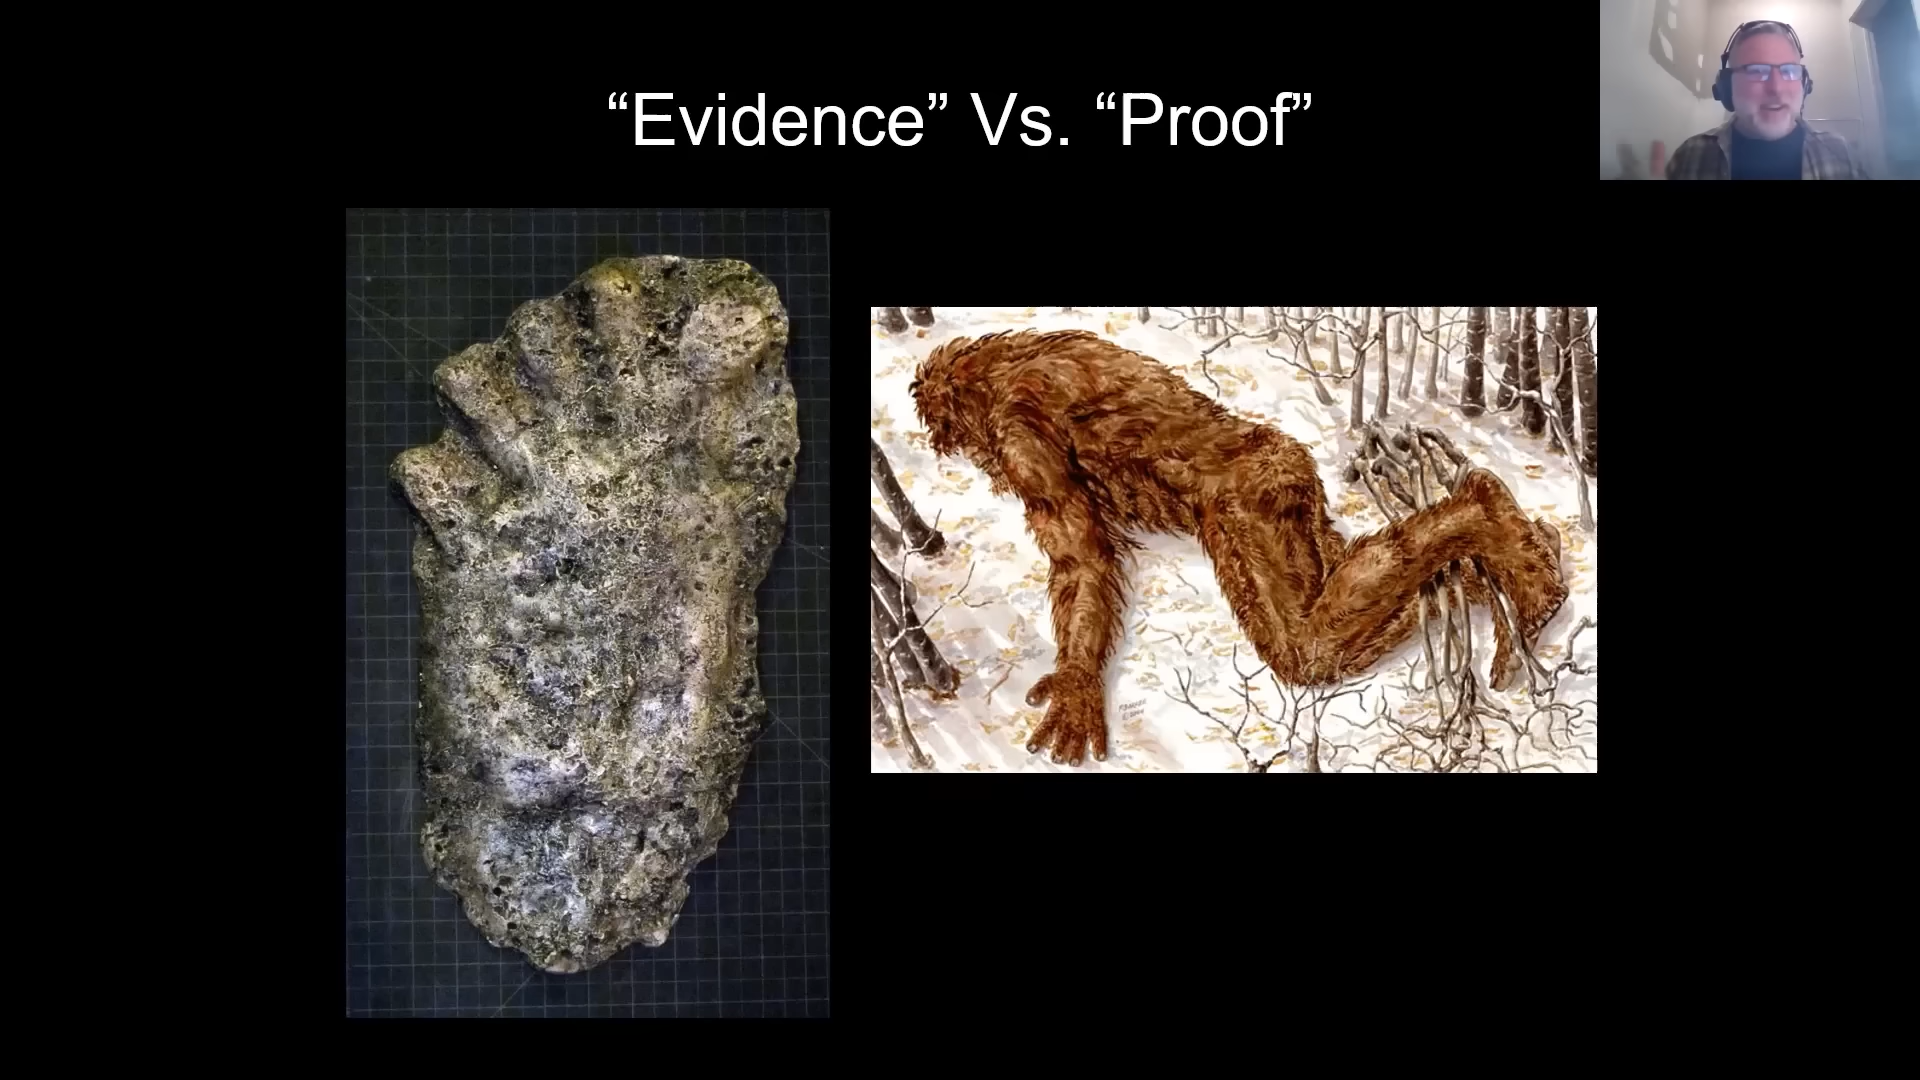 “Evidence” Vs. “Proof”